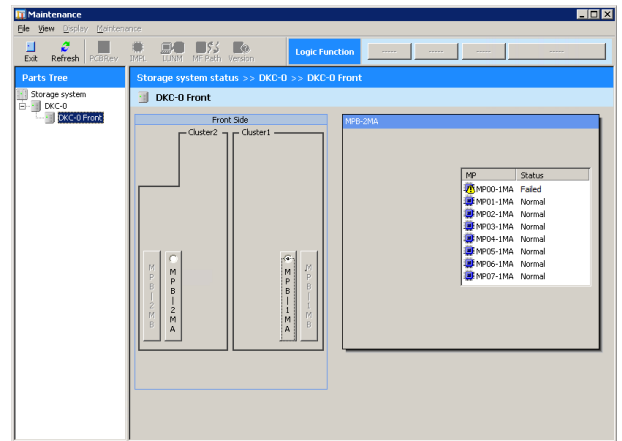 Maintenance
File View Display Maintenance
Exit Refresh PCBRev IMPL LUNM MF Path Version Logic Function ----- ----- ----- -----
Parts Tree
Storage system status >> DKC-0 >> DKC-0 Front
Storage system
DKC-0
DKC-0 Front
DKC-0 Front
Front Side
Cluster2 Cluster1
MPB|2MB
MPB|2MA
MPB|1MA
MPB|1MB
MPB-2MA
MP Status
MP00-1MA Failed
MP01-1MA Normal
MP02-1MA Normal
MP03-1MA Normal
MP04-1MA Normal
MP05-1MA Normal
MP06-1MA Normal
MP07-1MA Normal